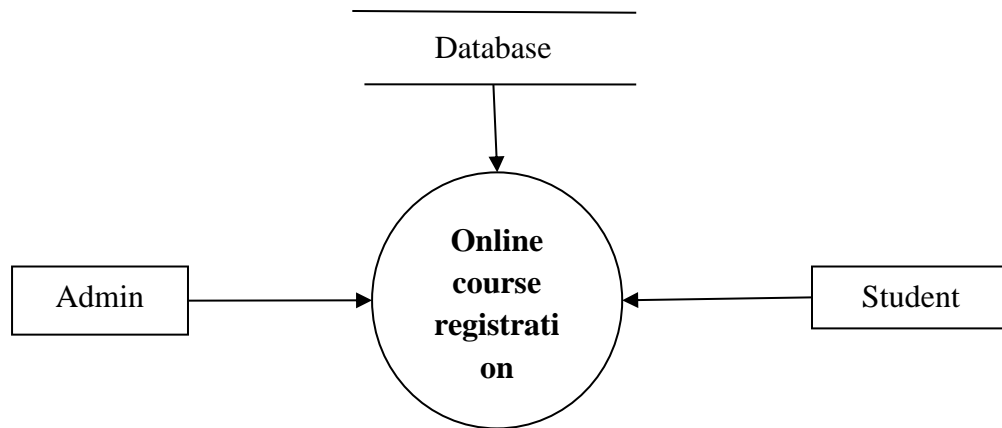 Database
Online
course
registrati
on
Admin
Student